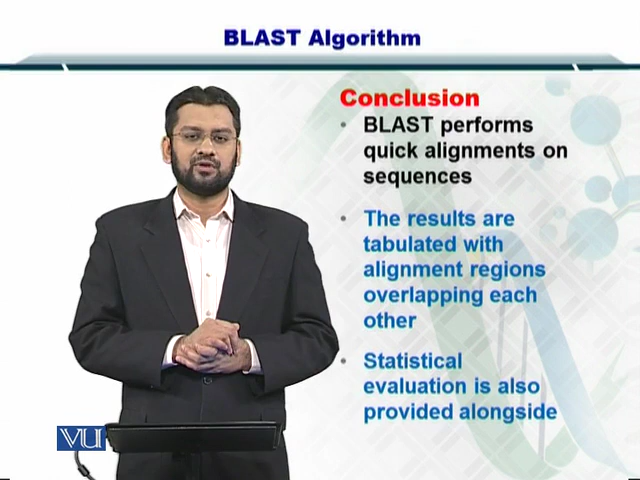 BLAST Algorithm
Conclusion
• BLAST performs
quick alignments on
sequences
• The results are
tabulated with
alignment regions
overlapping each
other
• Statistical
evaluation is also
provided alongside
VU